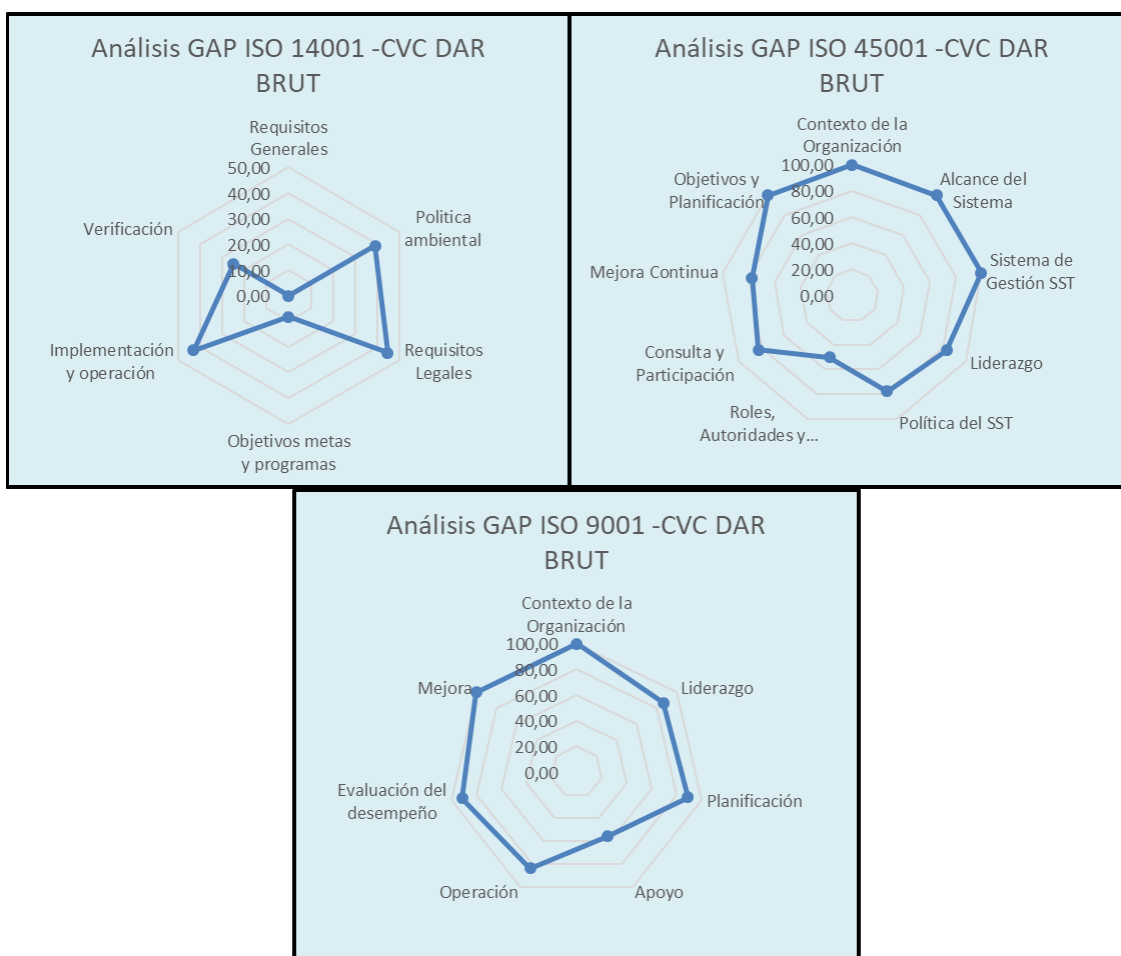 Análisis GAP ISO 14001 -CVC DAR
BRUT
Requisitos
Generales
50,00
40,00
30,00
20,00
10,00
0,00
Politica
ambiental
Requisitos
Legales
Objetivos metas
y programas
Implementación
y operación
Verificación
Análisis GAP ISO 45001 -CVC DAR
BRUT
Contexto de la
Organización
100,00
80,00
60,00
40,00
20,00
0,00
Alcance del
Sistema
Sistema de
Gestión SST
Liderazgo
Política del SST
Roles,
Autoridades y...
Consulta y
Participación
Mejora Continua
Objetivos y
Planificación
Análisis GAP ISO 9001 -CVC DAR
BRUT
Contexto de la
Organización
100,00
80,00
60,00
40,00
20,00
0,00
Liderazgo
Planificación
Apoyo
Operación
Evaluación del
desempeño
Mejora